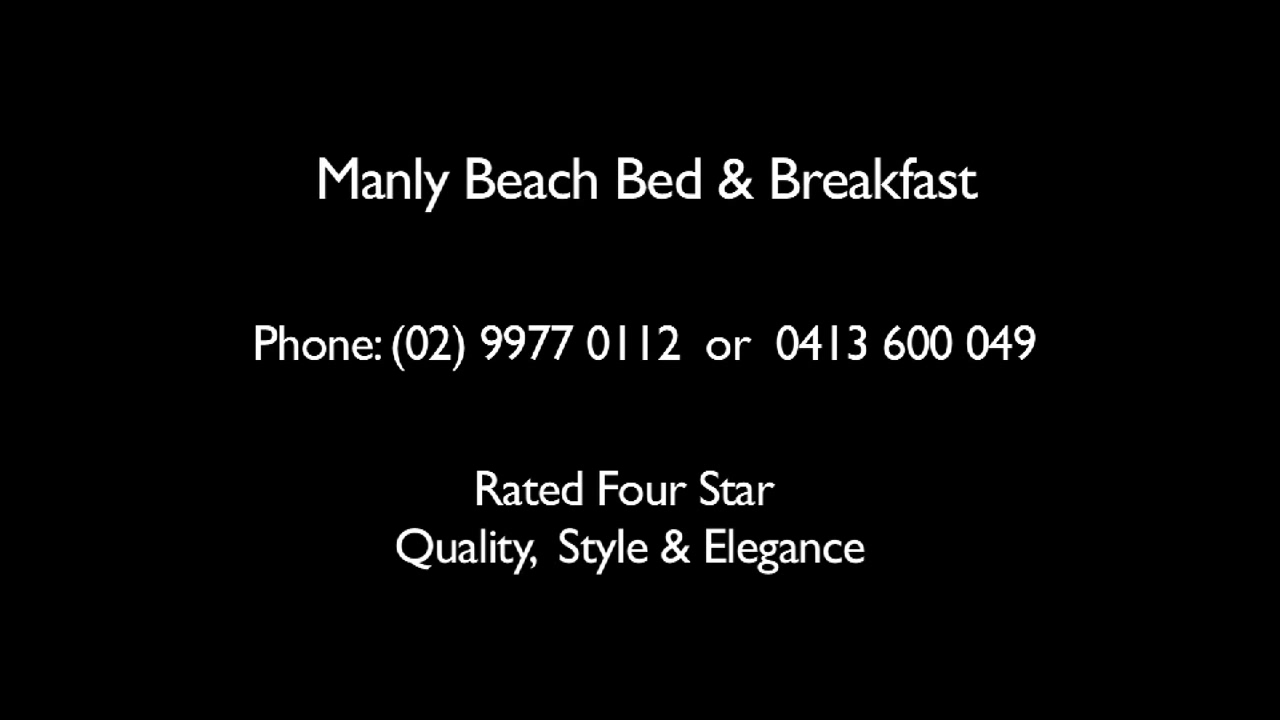 Manly Beach Bed & Breakfast
Phone: (02) 9977 0112 or 0413 600 049
Rated Four Star
Quality, Style & Elegance